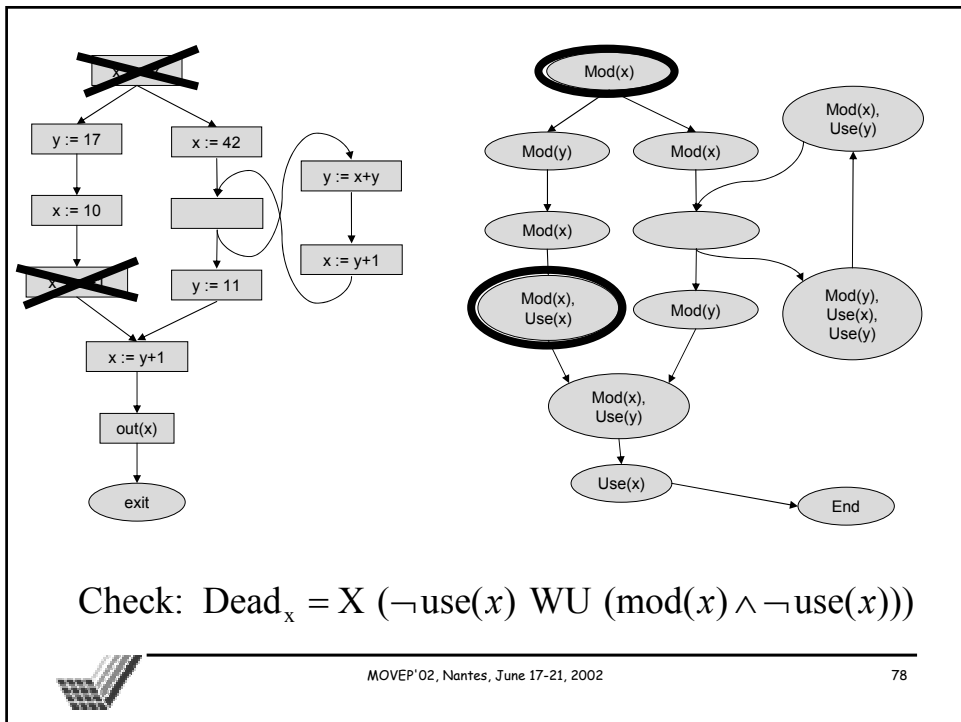 y := 17
x := 42
y := x+y
x := 10
x := y+1
y := 11
x := y+1
out(x)
exit
Mod(x)
Mod(x),
Use(y)
Mod(y)
Mod(x)
Mod(x)
Mod(x),
Use(x)
Mod(y)
Mod(y),
Use(x),
Use(y)
Mod(x),
Use(y)
Use(x)
End
Check: Deadₓ = X (¬use(x) WU (mod(x) ∧ ¬use(x)))
MOVEP'02, Nantes, June 17-21, 2002
78